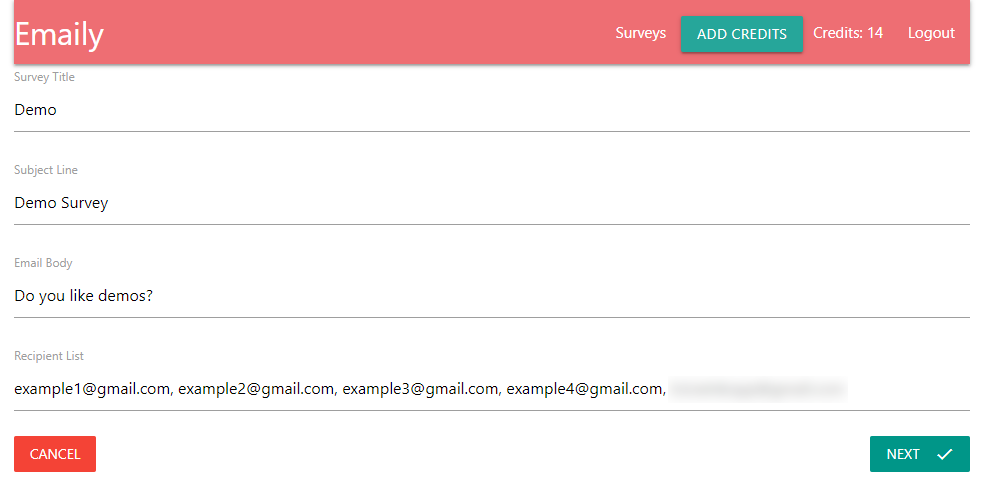 Emaily Surveys ADD CREDITS Credits: 14 Logout
Survey Title
Demo
Subject Line
Demo Survey
Email Body
Do you like demos?
Recipient List
example1@gmail.com, example2@gmail.com, example3@gmail.com, example4@gmail.com,
CANCEL NEXT